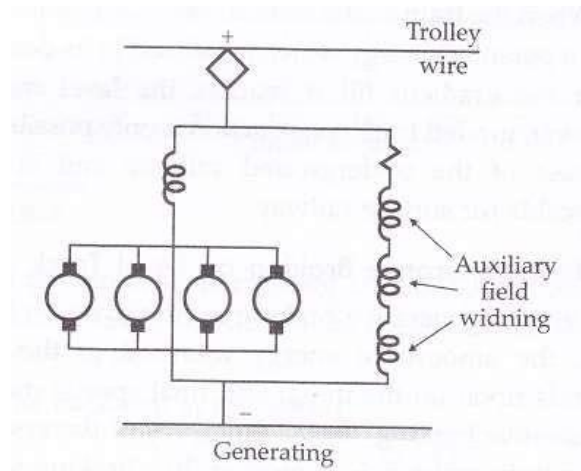 +
Trolley
wire
Auxiliary
field
widning
−
Generating